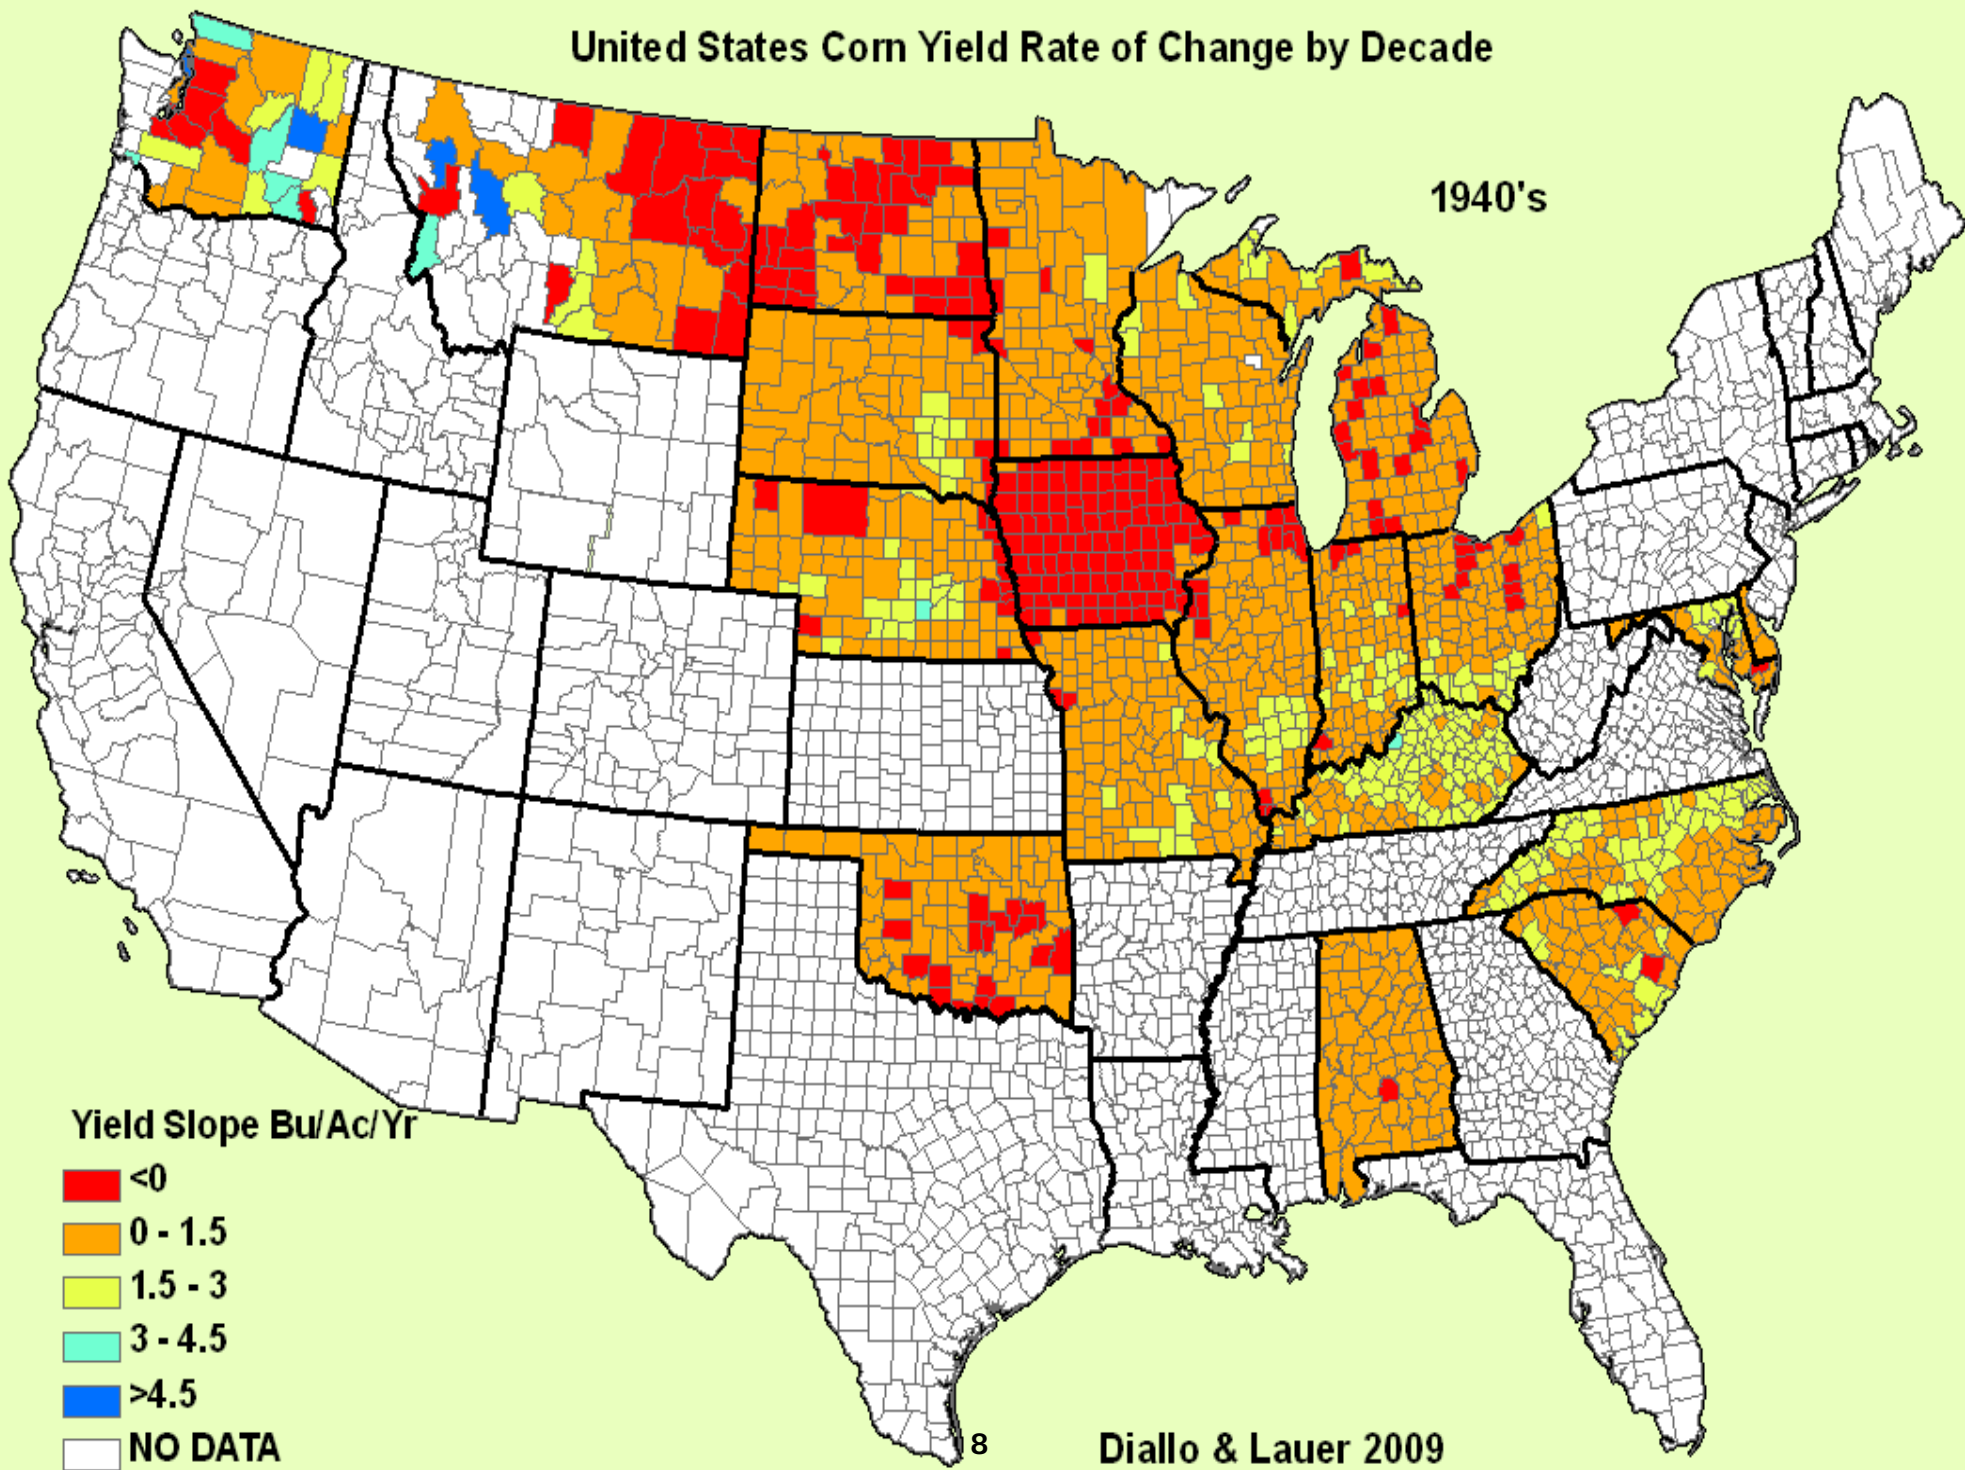 United States Corn Yield Rate of Change by Decade
1940's
Yield Slope Bu/Ac/Yr
<0
0 - 1.5
1.5 - 3
3 - 4.5
>4.5
NO DATA
8
Diallo & Lauer 2009